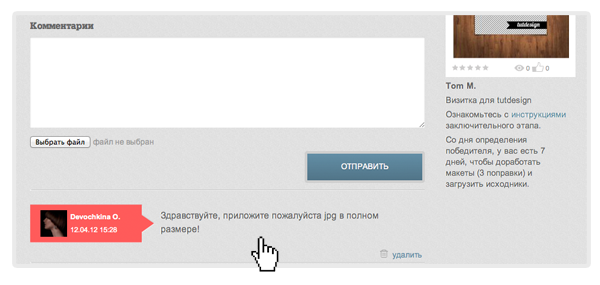 Комментарии
Выбрать файл файл не выбран
ОТПРАВИТЬ
Devochkina O.
12.04.12 15:28
Здравствуйте, приложите пожалуйста jpg в полном
размере!
удалить
tutdesign
0 0
Tom M.
Визитка для tutdesign
Ознакомьтесь с инструкциями
заключительного этапа.
Со дня определения
победителя, у вас есть 7
дней, чтобы доработать
макеты (3 поправки) и
загрузить исходники.